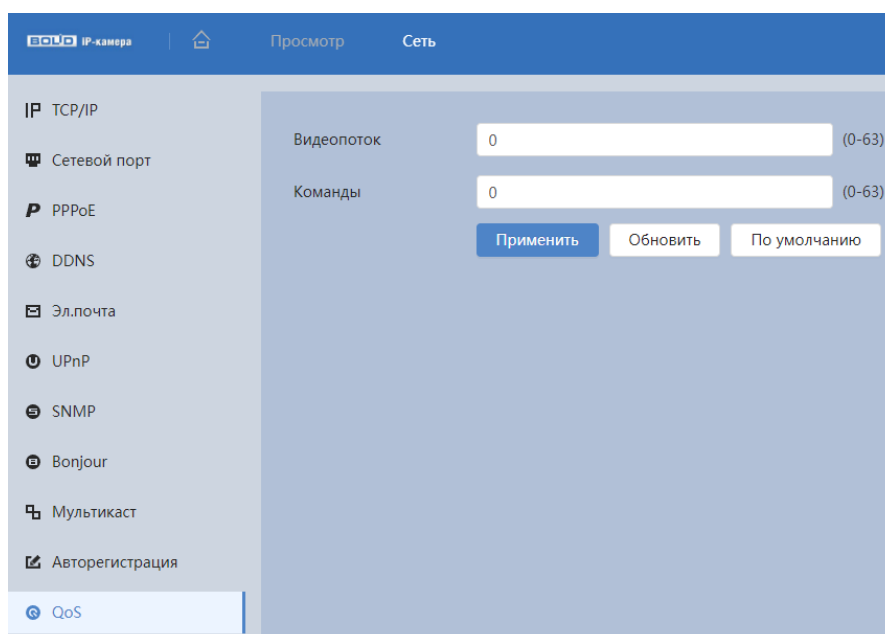 BOLID IP-камера
Просмотр
Сеть
IP TCP/IP
Сетевой порт
P PPPoE
DDNS
Эл.почта
UPnP
SNMP
Bonjour
Мультикаст
Авторегистрация
QoS
Видеопоток 0 (0-63)
Команды 0 (0-63)
Применить Обновить По умолчанию